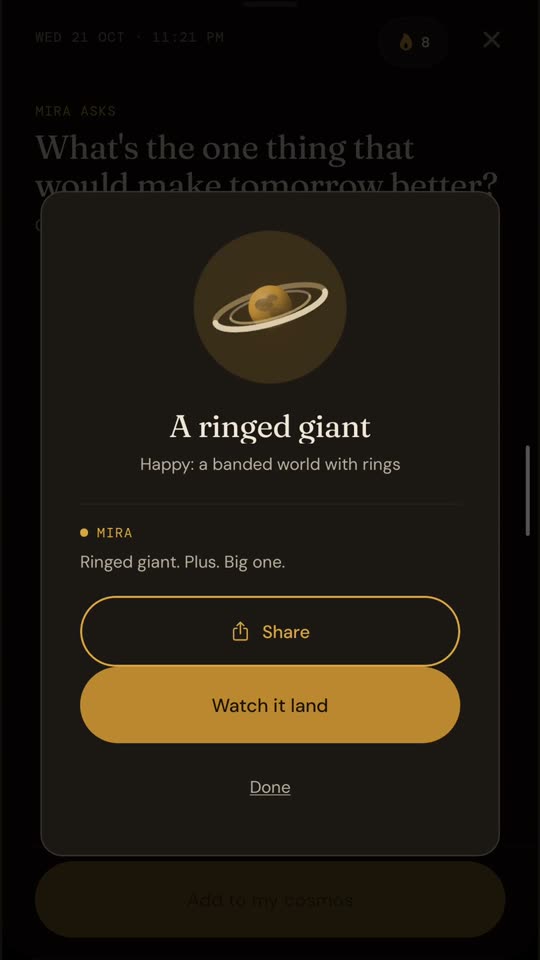 WED 21 OCT · 11:21 PM
8
MIRA ASKS
What's the one thing that
would make tomorrow better?
A ringed giant
Happy: a banded world with rings
MIRA
Ringed giant. Plus. Big one.
Share
Watch it land
Done
Add to my cosmos